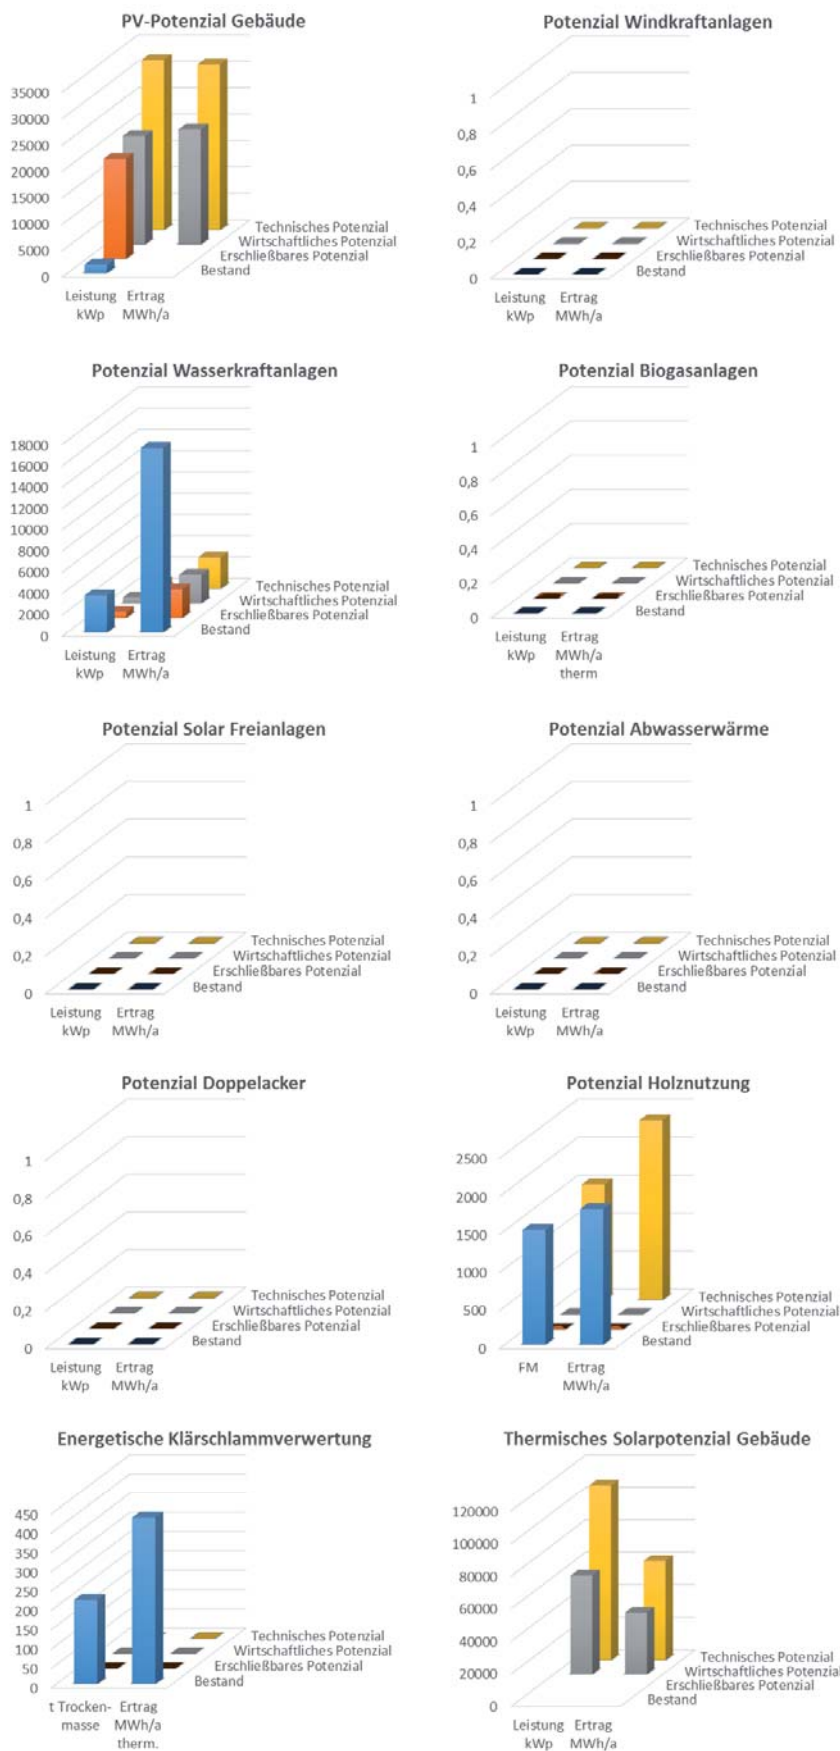 PV-Potenzial Gebäude
35000
30000
25000
20000
15000
10000
5000
0
Technisches Potenzial
Wirtschaftliches Potenzial
Erschließbares Potenzial
Bestand
Leistung Ertrag
kWp MWh/a
Potenzial Windkraftanlagen
1
0,8
0,6
0,4
0,2
0
Technisches Potenzial
Wirtschaftliches Potenzial
Erschließbares Potenzial
Bestand
Leistung Ertrag
kWp MWh/a
Potenzial Wasserkraftanlagen
18000
16000
14000
12000
10000
8000
6000
4000
2000
0
Technisches Potenzial
Wirtschaftliches Potenzial
Erschließbares Potenzial
Bestand
Leistung Ertrag
kWp MWh/a
Potenzial Biogasanlagen
1
0,8
0,6
0,4
0,2
0
Technisches Potenzial
Wirtschaftliches Potenzial
Erschließbares Potenzial
Bestand
Leistung Ertrag
kWp MWh/a
therm
Potenzial Solar Freianlagen
1
0,8
0,6
0,4
0,2
0
Technisches Potenzial
Wirtschaftliches Potenzial
Erschließbares Potenzial
Bestand
Leistung Ertrag
kWp MWh/a
Potenzial Abwasserwärme
1
0,8
0,6
0,4
0,2
0
Technisches Potenzial
Wirtschaftliches Potenzial
Erschließbares Potenzial
Bestand
Leistung Ertrag
kWp MWh/a
Potenzial Doppelacker
1
0,8
0,6
0,4
0,2
0
Technisches Potenzial
Wirtschaftliches Potenzial
Erschließbares Potenzial
Bestand
Leistung Ertrag
kWp MWh/a
Potenzial Holznutzung
2500
2000
1500
1000
500
0
Technisches Potenzial
Wirtschaftliches Potenzial
Erschließbares Potenzial
Bestand
FM Ertrag
MWh/a
Energetische Klärschlammverwertung
450
400
350
300
250
200
150
100
50
0
Technisches Potenzial
Wirtschaftliches Potenzial
Erschließbares Potenzial
Bestand
t Trocken- Ertrag
masse MWh/a
therm.
Thermisches Solarpotenzial Gebäude
120000
100000
80000
60000
40000
20000
0
Technisches Potenzial
Wirtschaftliches Potenzial
Erschließbares Potenzial
Bestand
Leistung Ertrag
kWp MWh/a